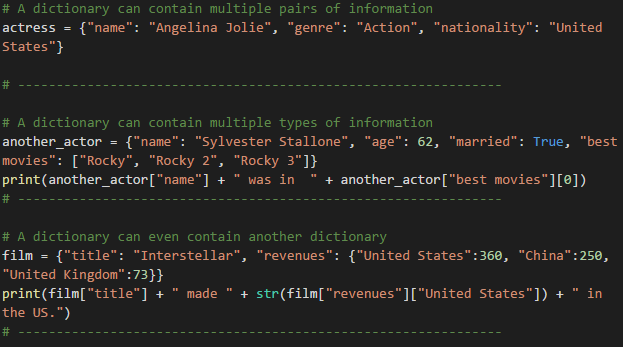 # A dictionary can contain multiple pairs of information
actress = {"name": "Angelina Jolie", "genre": "Action", "nationality": "United
States"}
# ----------------------------------------------------------
# A dictionary can contain multiple types of information
another_actor = {"name": "Sylvester Stallone", "age": 62, "married": True, "best
movies": ["Rocky", "Rocky 2", "Rocky 3"]}
print(another_actor["name"] + " was in  " + another_actor["best movies"][0])
# ----------------------------------------------------------
# A dictionary can even contain another dictionary
film = {"title": "Interstellar", "revenues": {"United States":360, "China":250,
"United Kingdom":73}}
print(film["title"] + " made " + str(film["revenues"]["United States"]) + " in
the US.")
# ----------------------------------------------------------